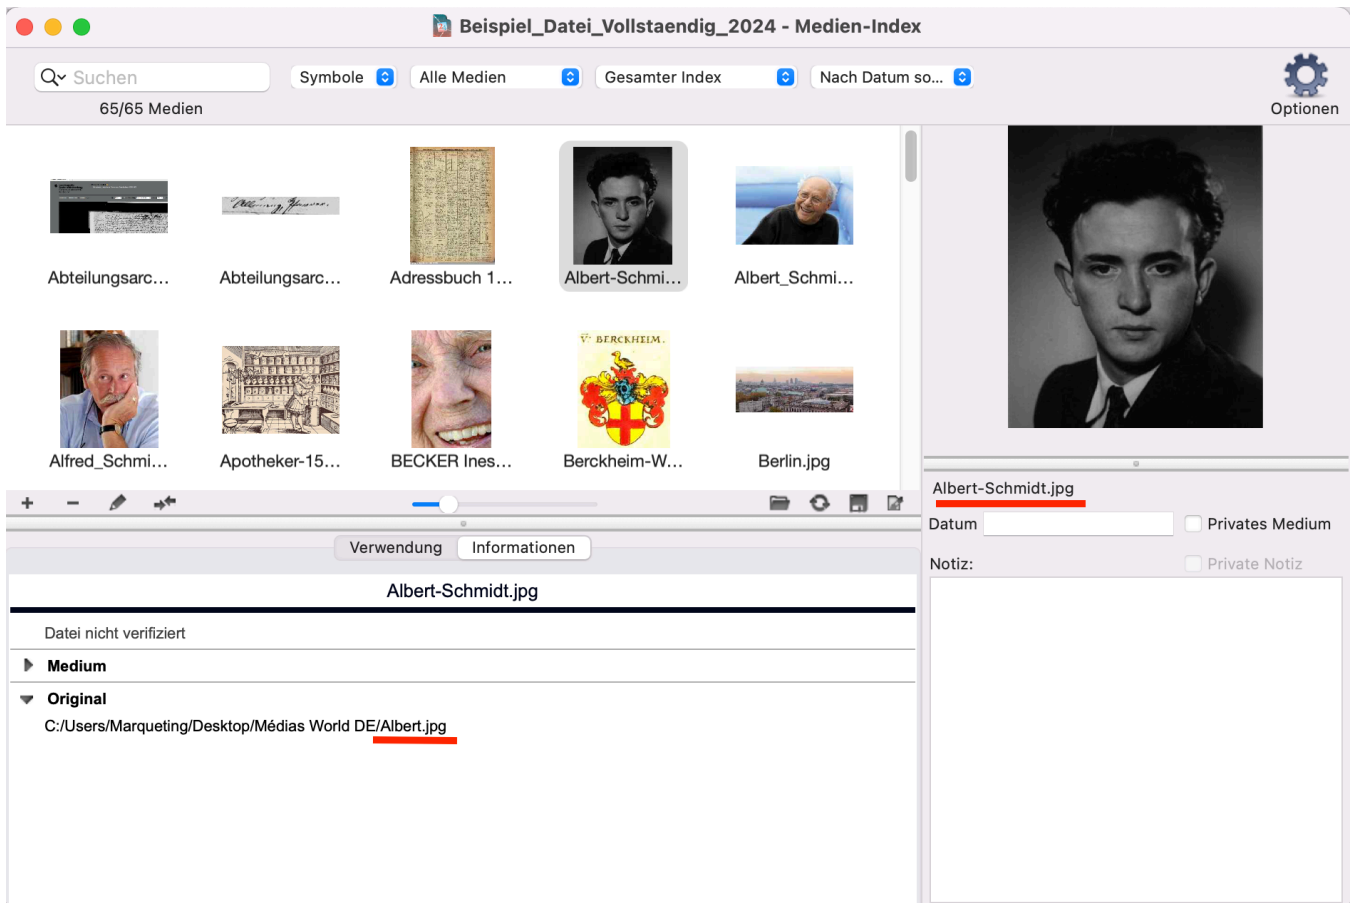 Beispiel_Datei_Vollstaendig_2024 - Medien-Index
Suchen
Symbole
Alle Medien
Gesamter Index
Nach Datum so...
Optionen
65/65 Medien
Abteilungsarc...
Abteilungsarc...
Adressbuch 1...
Albert-Schmi...
Albert_Schmi...
V: BERCKHEIM.
Alfred_Schmi...
Apotheker-15...
BECKER Ines...
Berckheim-W...
Berlin.jpg
Albert-Schmidt.jpg
Datum
Privates Medium
Notiz:
Private Notiz
Verwendung
Informationen
Albert-Schmidt.jpg
Datei nicht verifiziert
Medium
Original
C:/Users/Marqueting/Desktop/Médias World DE/Albert.jpg